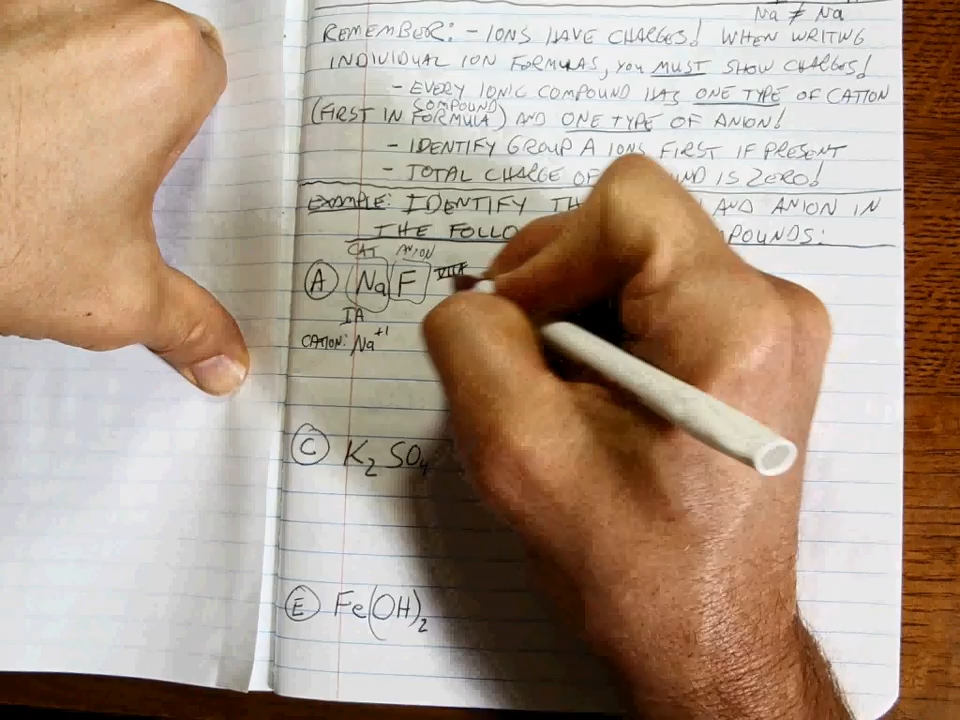 Na ≠ Na
REMEMBER: - IONS HAVE CHARGES! WHEN WRITING
INDIVIDUAL ION FORMULAS, YOU MUST SHOW CHARGES!
- EVERY IONIC COMPOUND HAS ONE TYPE OF CATION
COMPOUND
(FIRST IN FORMULA) AND ONE TYPE OF ANION!
- IDENTIFY GROUP A IONS FIRST IF PRESENT
- TOTAL CHARGE OF UND IS ZERO!
EXAMPLE: IDENTIFY TH AND ANION IN
THE FOLLO POUNDS:
CAT ANION
A NaF VIIA
IA
CATION: Na+1
C K2SO4
E Fe(OH)2